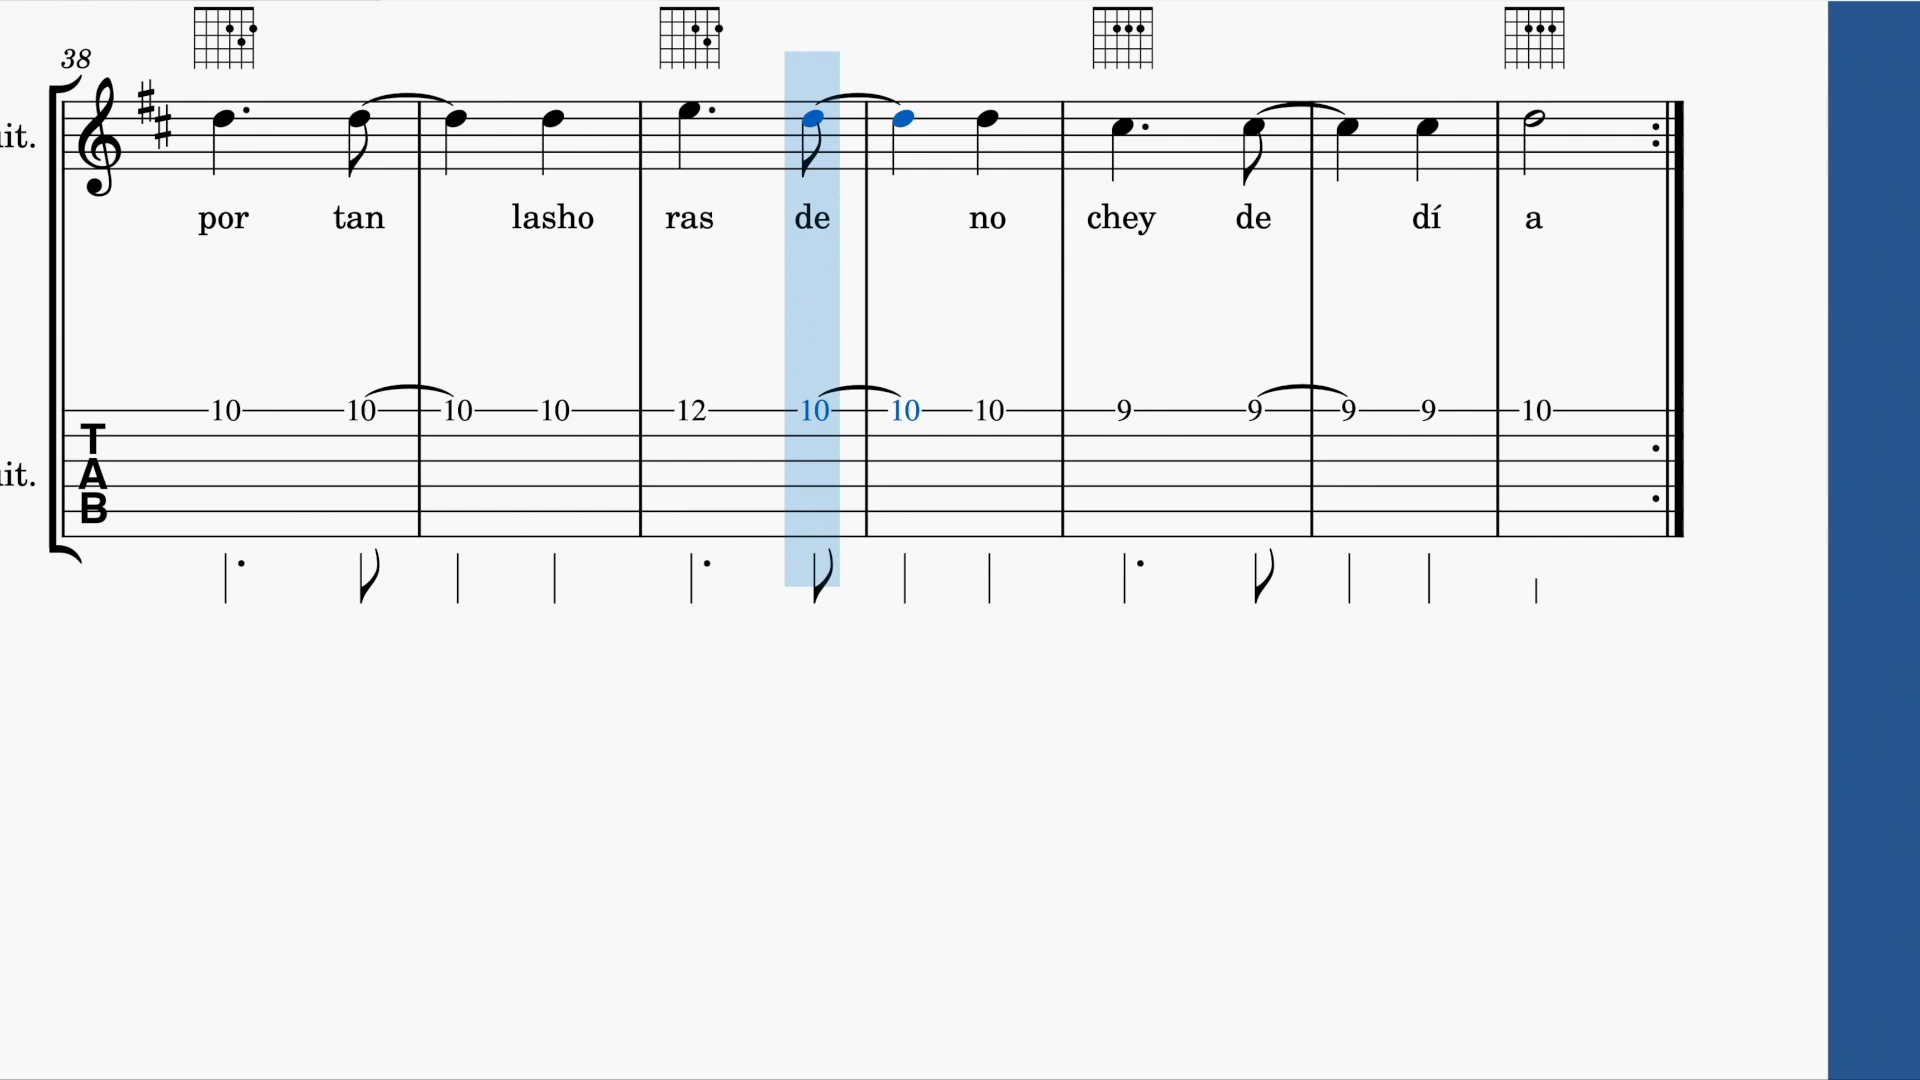 38
it.
por tan lasho ras de no chey de dí a
10 10 10 10 12 10 10 10 9 9 9 9 10
T
A
B
it.